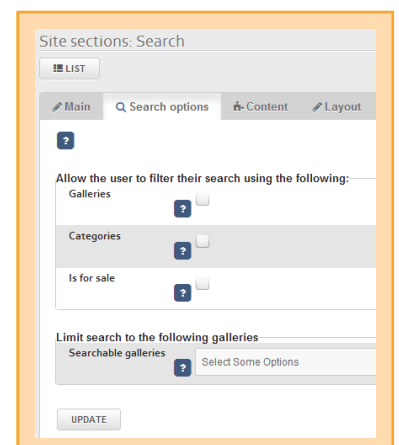 Site sections: Search
LIST
Main Search options Content Layout
?
Allow the user to filter their search using the following:
Galleries
?
Categories
?
Is for sale
?
Limit search to the following galleries
Searchable galleries
? Select Some Options
UPDATE